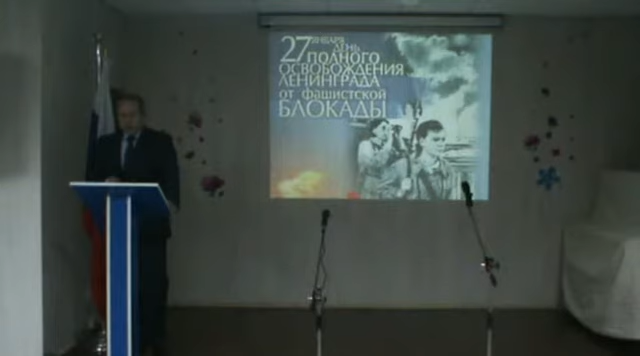 27 ЯНВАРЯ
ДЕНЬ
ПОЛНОГО
ОСВОБОЖДЕНИЯ
ЛЕНИНГРАДА
ОТ ФАШИСТСКОЙ
БЛОКАДЫ